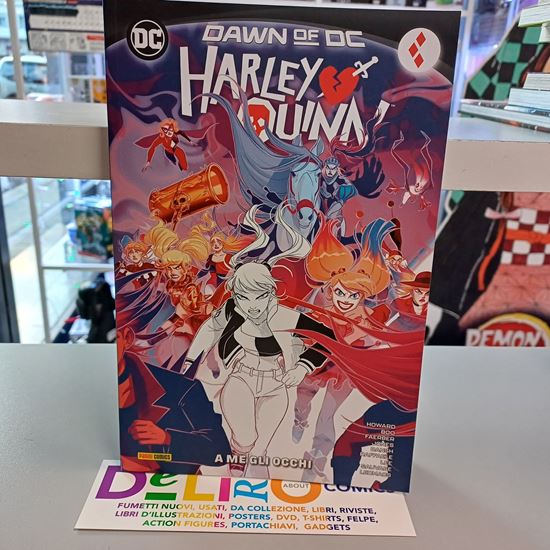 DC
DAWN OF DC
HARLEY
QUINN
HOWARD
BOO
FAERBER
JONES
A ME GLI OCCHI
PANINI COMICS
DELIRIO
ABOUT
COMICS
FUMETTI NUOVI, USATI, DA COLLEZIONE, LIBRI, RIVISTE,
LIBRI D'ILLUSTRAZIONI, POSTERS, DVD, T-SHIRTS, FELPE,
ACTION FIGURES, PORTACHIAVI, GADGETS
DEMON